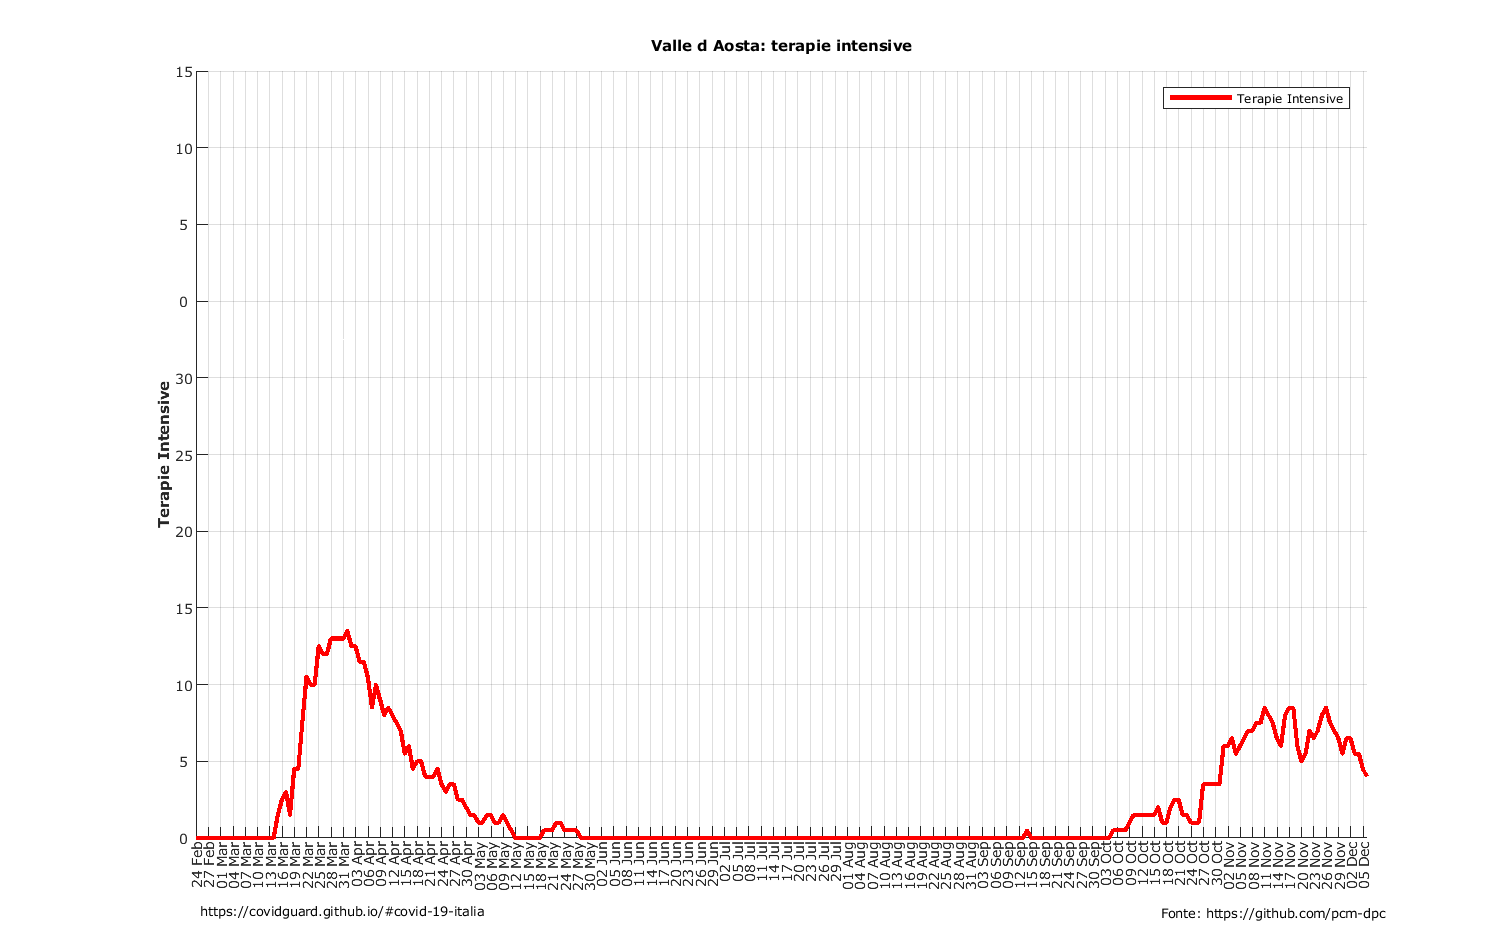 Valle d Aosta: terapie intensive
Terapie Intensive
15
10
5
0
30
25
20
15
10
5
0
Terapie Intensive
24 Feb
27 Feb
01 Mar
04 Mar
07 Mar
10 Mar
13 Mar
16 Mar
19 Mar
22 Mar
25 Mar
28 Mar
31 Mar
03 Apr
06 Apr
09 Apr
12 Apr
15 Apr
18 Apr
21 Apr
24 Apr
27 Apr
30 Apr
03 May
06 May
09 May
12 May
15 May
18 May
21 May
24 May
27 May
30 May
02 Jun
05 Jun
08 Jun
11 Jun
14 Jun
17 Jun
20 Jun
23 Jun
26 Jun
29 Jun
02 Jul
05 Jul
08 Jul
11 Jul
14 Jul
17 Jul
20 Jul
23 Jul
26 Jul
29 Jul
01 Aug
04 Aug
07 Aug
10 Aug
13 Aug
16 Aug
19 Aug
22 Aug
25 Aug
28 Aug
31 Aug
03 Sep
06 Sep
09 Sep
12 Sep
15 Sep
18 Sep
21 Sep
24 Sep
27 Sep
30 Sep
03 Oct
06 Oct
09 Oct
12 Oct
15 Oct
18 Oct
21 Oct
24 Oct
27 Oct
30 Oct
02 Nov
05 Nov
08 Nov
11 Nov
14 Nov
17 Nov
20 Nov
23 Nov
26 Nov
29 Nov
02 Dec
05 Dec
https://covidguard.github.io/#covid-19-italia
Fonte: https://github.com/pcm-dpc